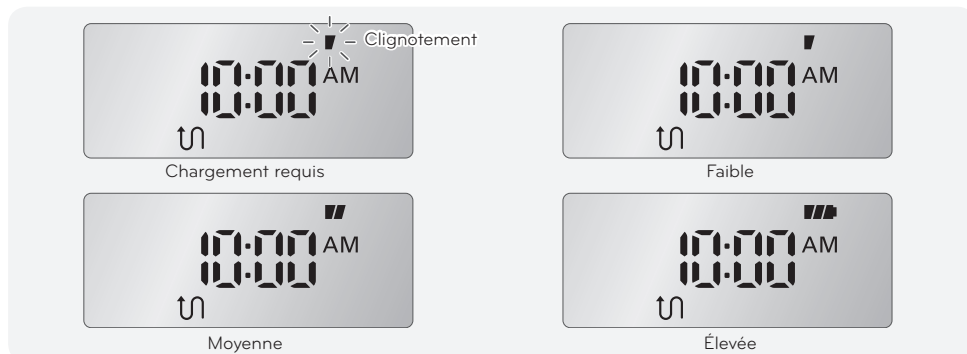 Clignotement
10:00 AM
Chargement requis
10:00 AM
Faible
10:00 AM
Moyenne
10:00 AM
Élevée